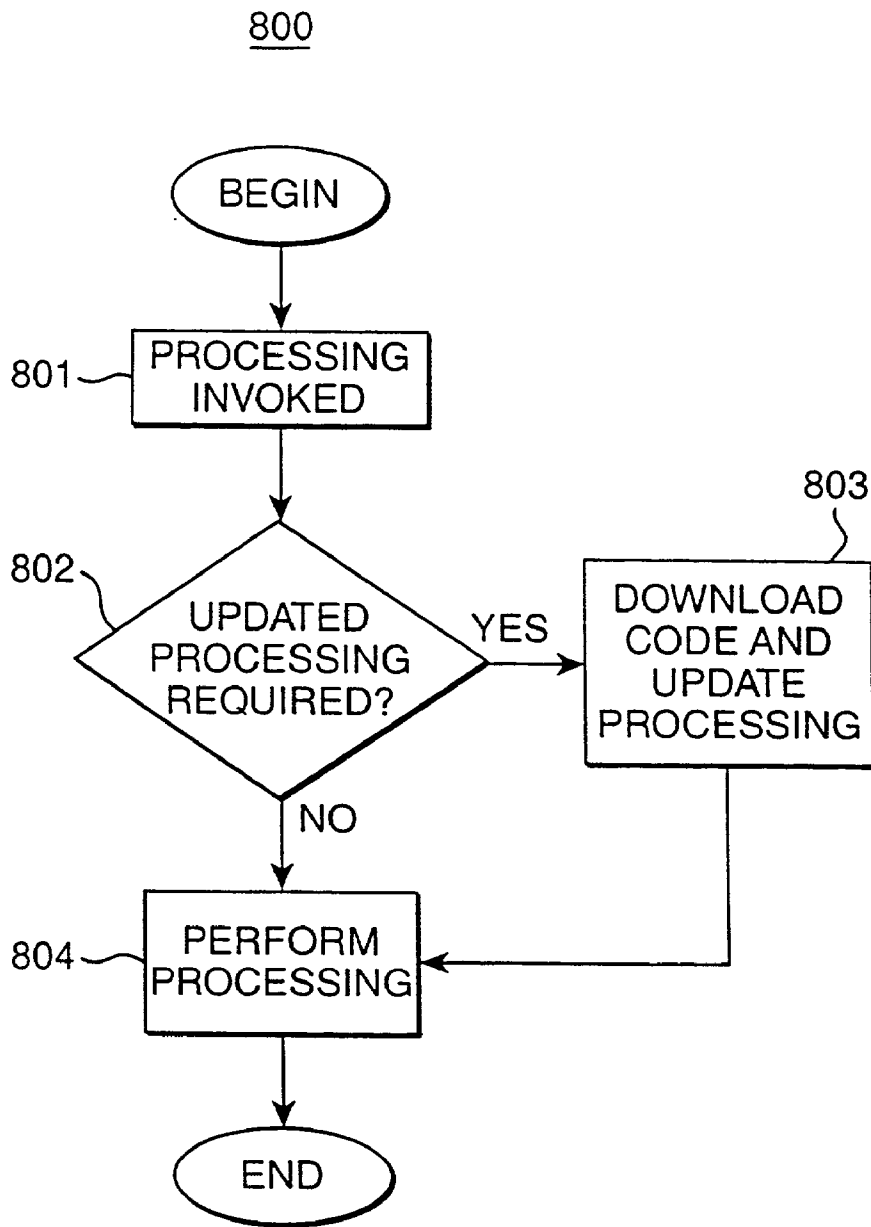 800
BEGIN
801
PROCESSING
INVOKED
802
UPDATED
PROCESSING
REQUIRED?
YES
803
DOWNLOAD
CODE AND
UPDATE
PROCESSING
NO
804
PERFORM
PROCESSING
END